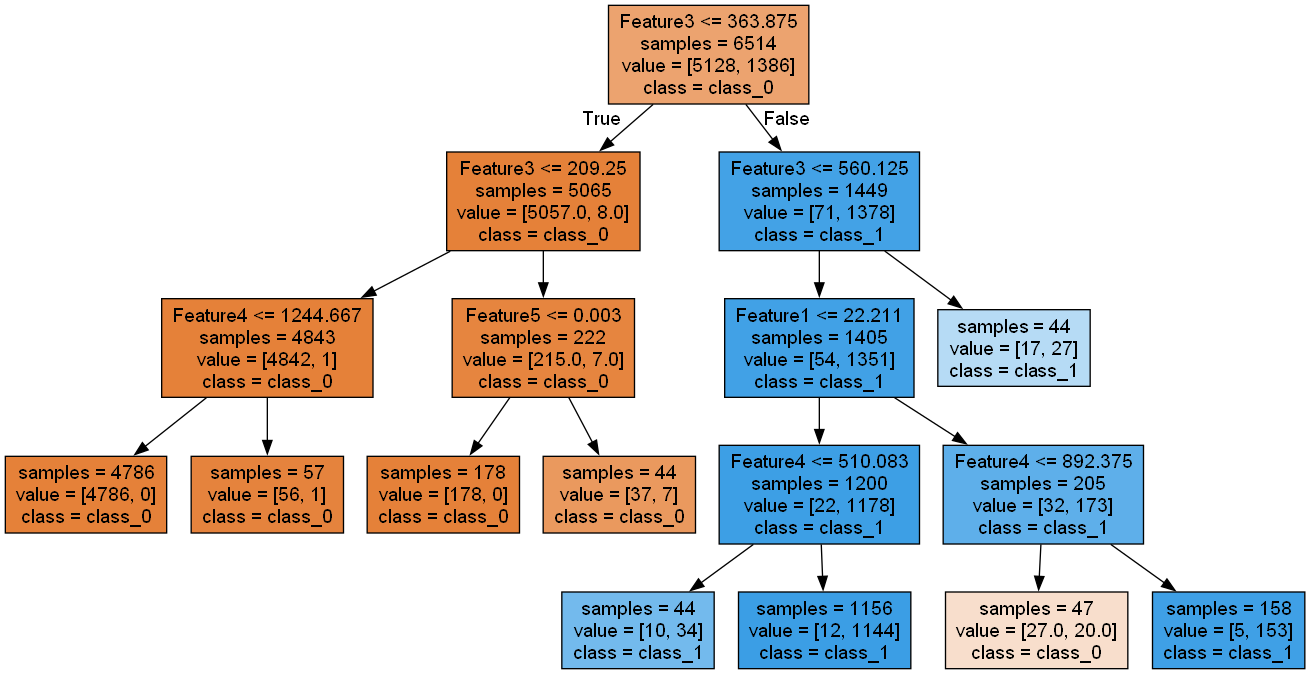 Feature3 <= 363.875
samples = 6514
value = [5128, 1386]
class = class_0
True
False
Feature3 <= 209.25
samples = 5065
value = [5057.0, 8.0]
class = class_0
Feature3 <= 560.125
samples = 1449
value = [71, 1378]
class = class_1
Feature4 <= 1244.667
samples = 4843
value = [4842, 1]
class = class_0
Feature5 <= 0.003
samples = 222
value = [215.0, 7.0]
class = class_0
Feature1 <= 22.211
samples = 1405
value = [54, 1351]
class = class_1
samples = 44
value = [17, 27]
class = class_1
samples = 4786
value = [4786, 0]
class = class_0
samples = 57
value = [56, 1]
class = class_0
samples = 178
value = [178, 0]
class = class_0
samples = 44
value = [37, 7]
class = class_0
Feature4 <= 510.083
samples = 1200
value = [22, 1178]
class = class_1
Feature4 <= 892.375
samples = 205
value = [32, 173]
class = class_1
samples = 44
value = [10, 34]
class = class_1
samples = 1156
value = [12, 1144]
class = class_1
samples = 47
value = [27.0, 20.0]
class = class_0
samples = 158
value = [5, 153]
class = class_1